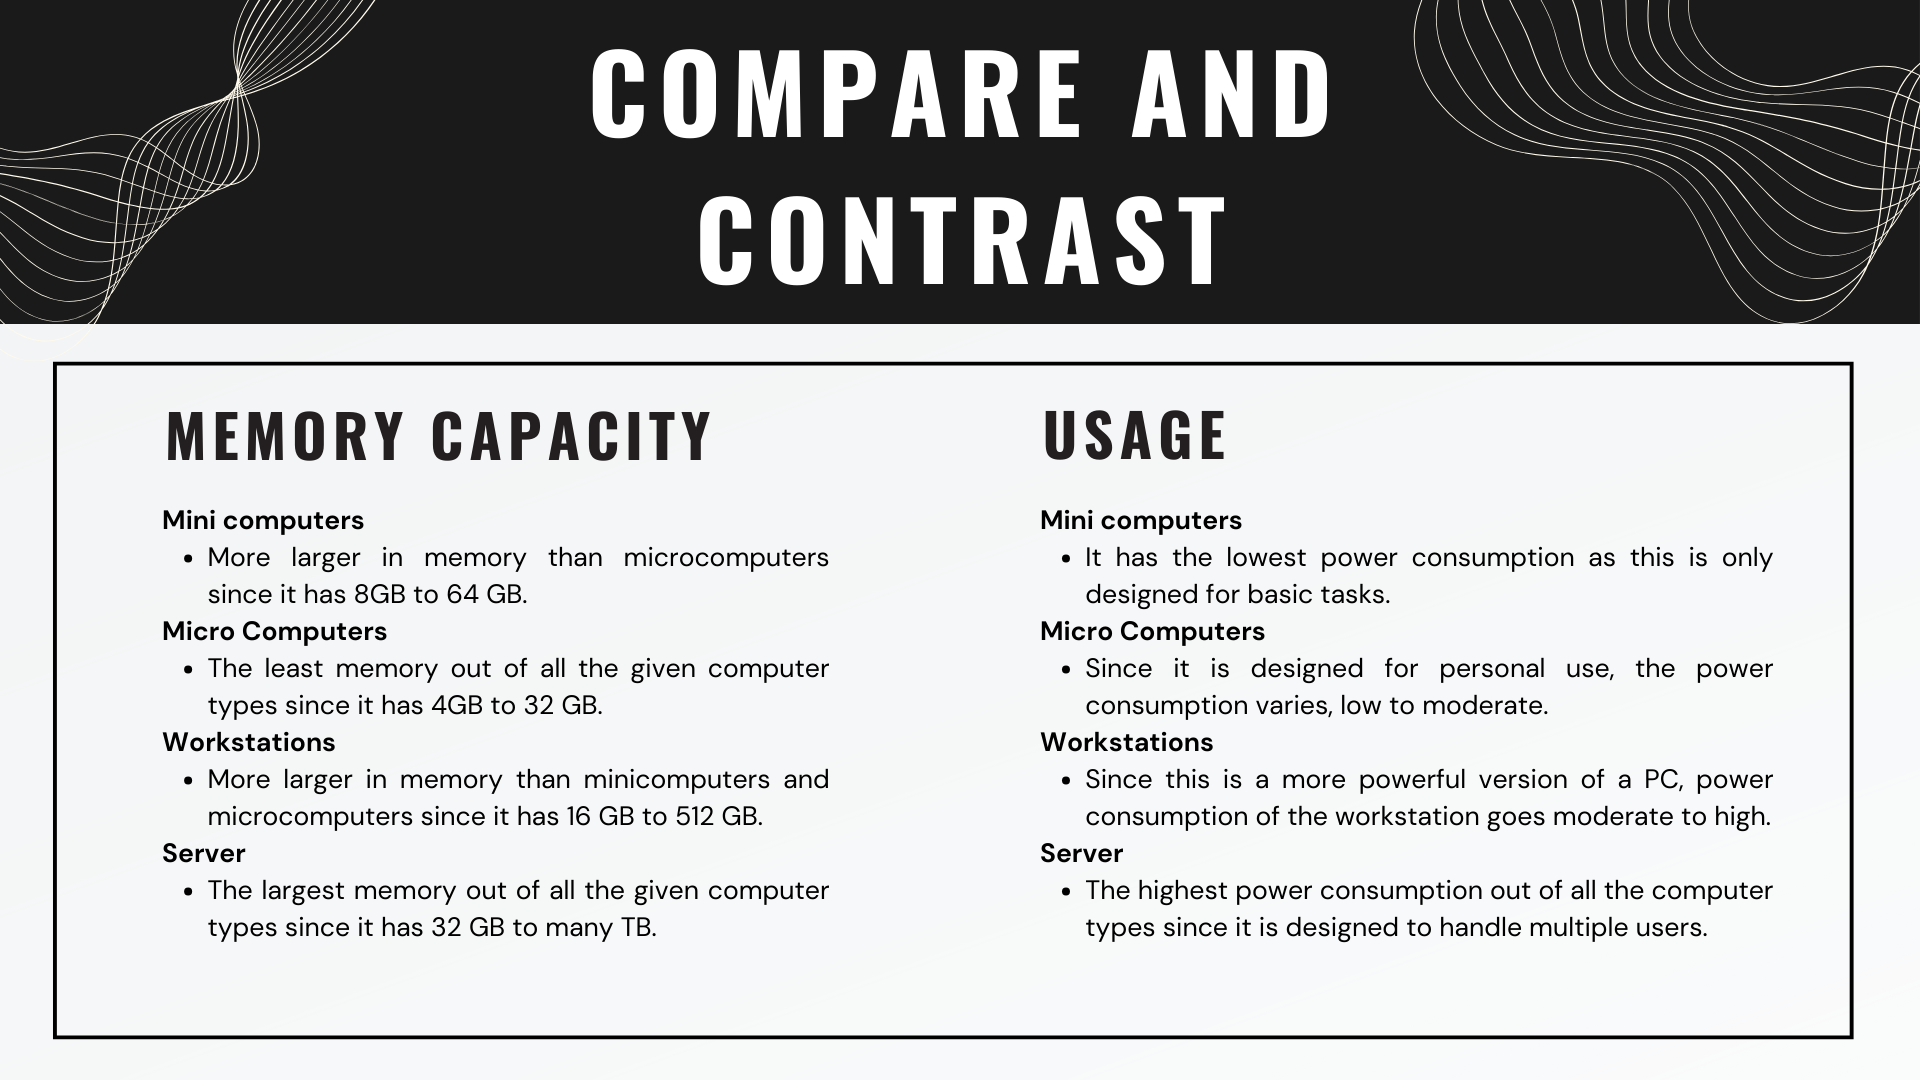 COMPARE AND
CONTRAST
MEMORY CAPACITY
Mini computers
• More larger in memory than microcomputers
since it has 8GB to 64 GB.
Micro Computers
• The least memory out of all the given computer
types since it has 4GB to 32 GB.
Workstations
• More larger in memory than minicomputers and
microcomputers since it has 16 GB to 512 GB.
Server
• The largest memory out of all the given computer
types since it has 32 GB to many TB.
USAGE
Mini computers
• It has the lowest power consumption as this is only
designed for basic tasks.
Micro Computers
• Since it is designed for personal use, the power
consumption varies, low to moderate.
Workstations
• Since this is a more powerful version of a PC, power
consumption of the workstation goes moderate to high.
Server
• The highest power consumption out of all the computer
types since it is designed to handle multiple users.